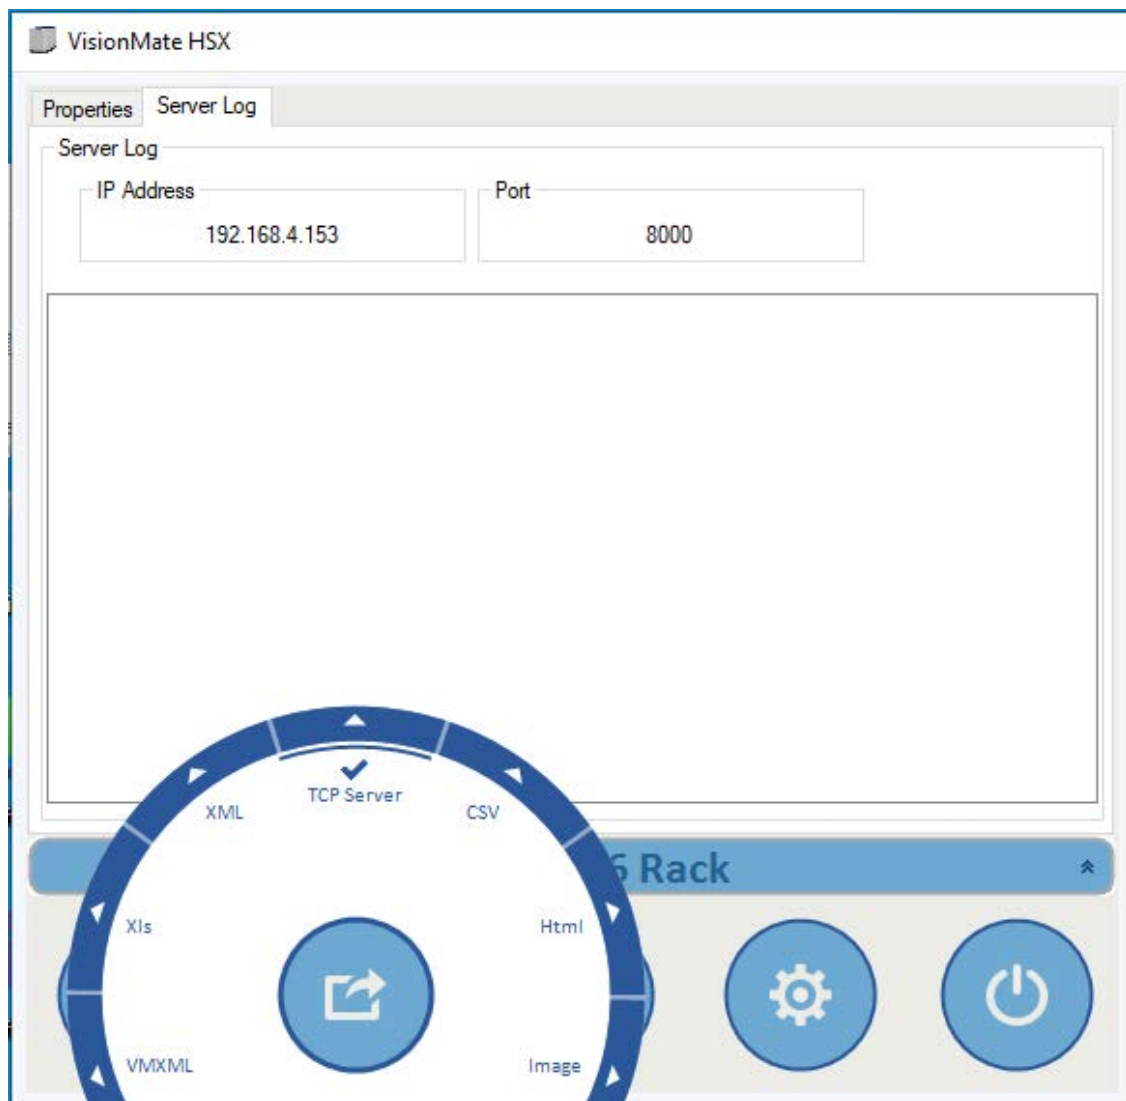 VisionMate HSX
Properties Server Log
Server Log
IP Address Port
192.168.4.153 8000
TCP Server
XML CSV
6 Rack
Xls Html
VMXML Image